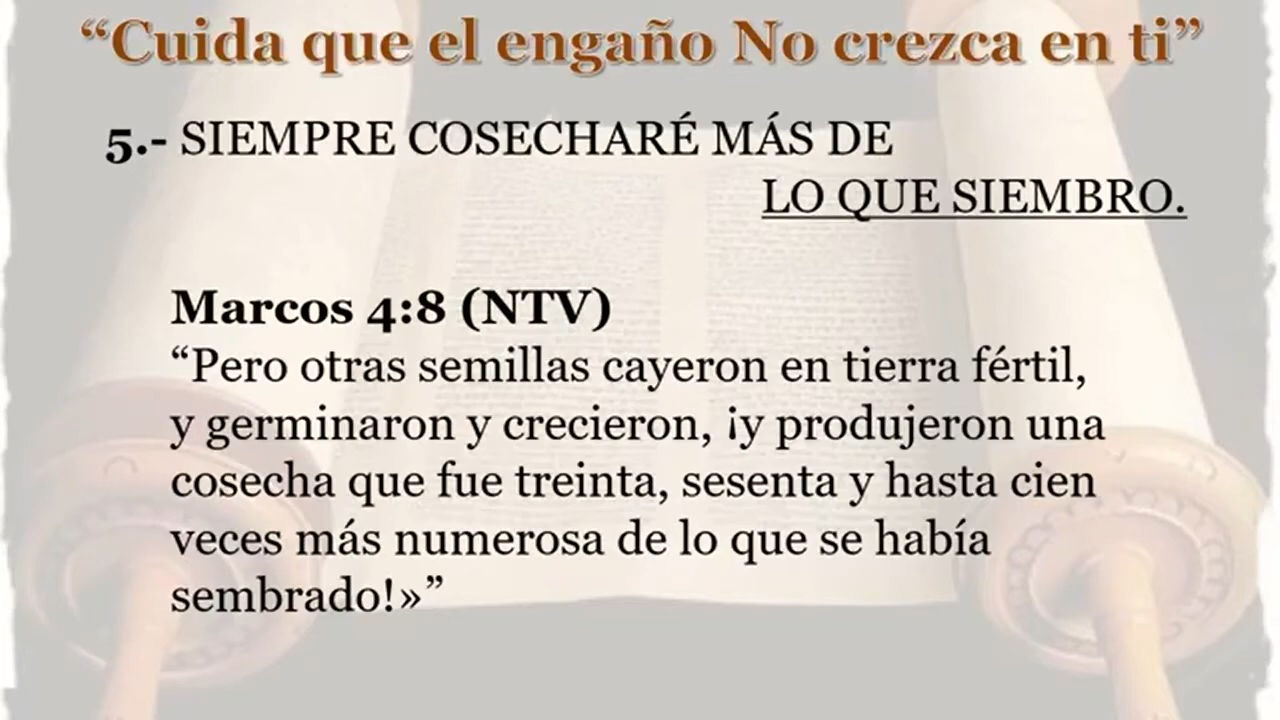 “Cuida que el engaño No crezca en ti”
5.- SIEMPRE COSECHARÉ MÁS DE
LO QUE SIEMBRO.
Marcos 4:8 (NTV)
“Pero otras semillas cayeron en tierra fértil,
y germinaron y crecieron, ¡y produjeron una
cosecha que fue treinta, sesenta y hasta cien
veces más numerosa de lo que se había
sembrado!»”